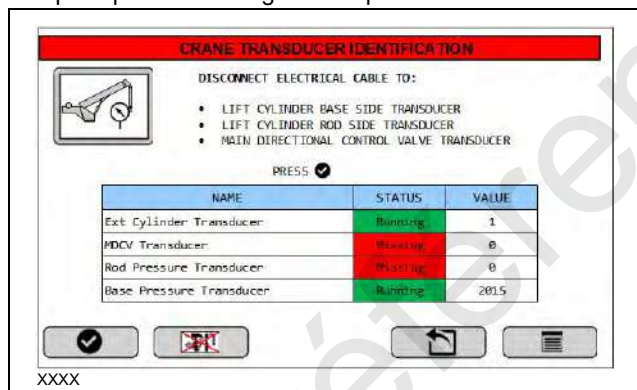 CRANE TRANSDUCER IDENTIFICATION
DISCONNECT ELECTRICAL CABLE TO:
• LIFT CYLINDER BASE SIDE TRANSDUCER
• LIFT CYLINDER ROD SIDE TRANSDUCER
• MAIN DIRECTIONAL CONTROL VALVE TRANSDUCER
PRESS
NAME STATUS VALUE
Ext Cylinder Transducer Running 1
MDCV Transducer Missing 0
Rod Pressure Transducer Missing 0
Base Pressure Transducer Running 2015
XXXX